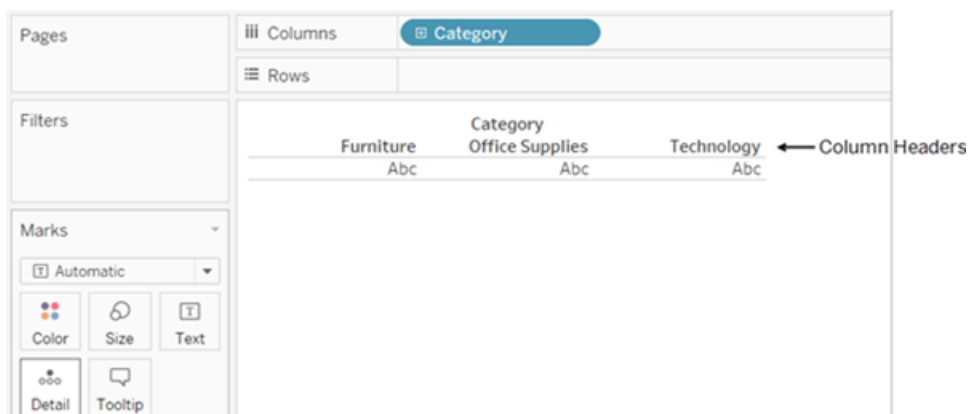 Pages
Columns
Category
Rows
Filters
Category
Furniture Office Supplies Technology
Column Headers
Abc Abc Abc
Marks
T Automatic
Color Size T Text
Detail Tooltip